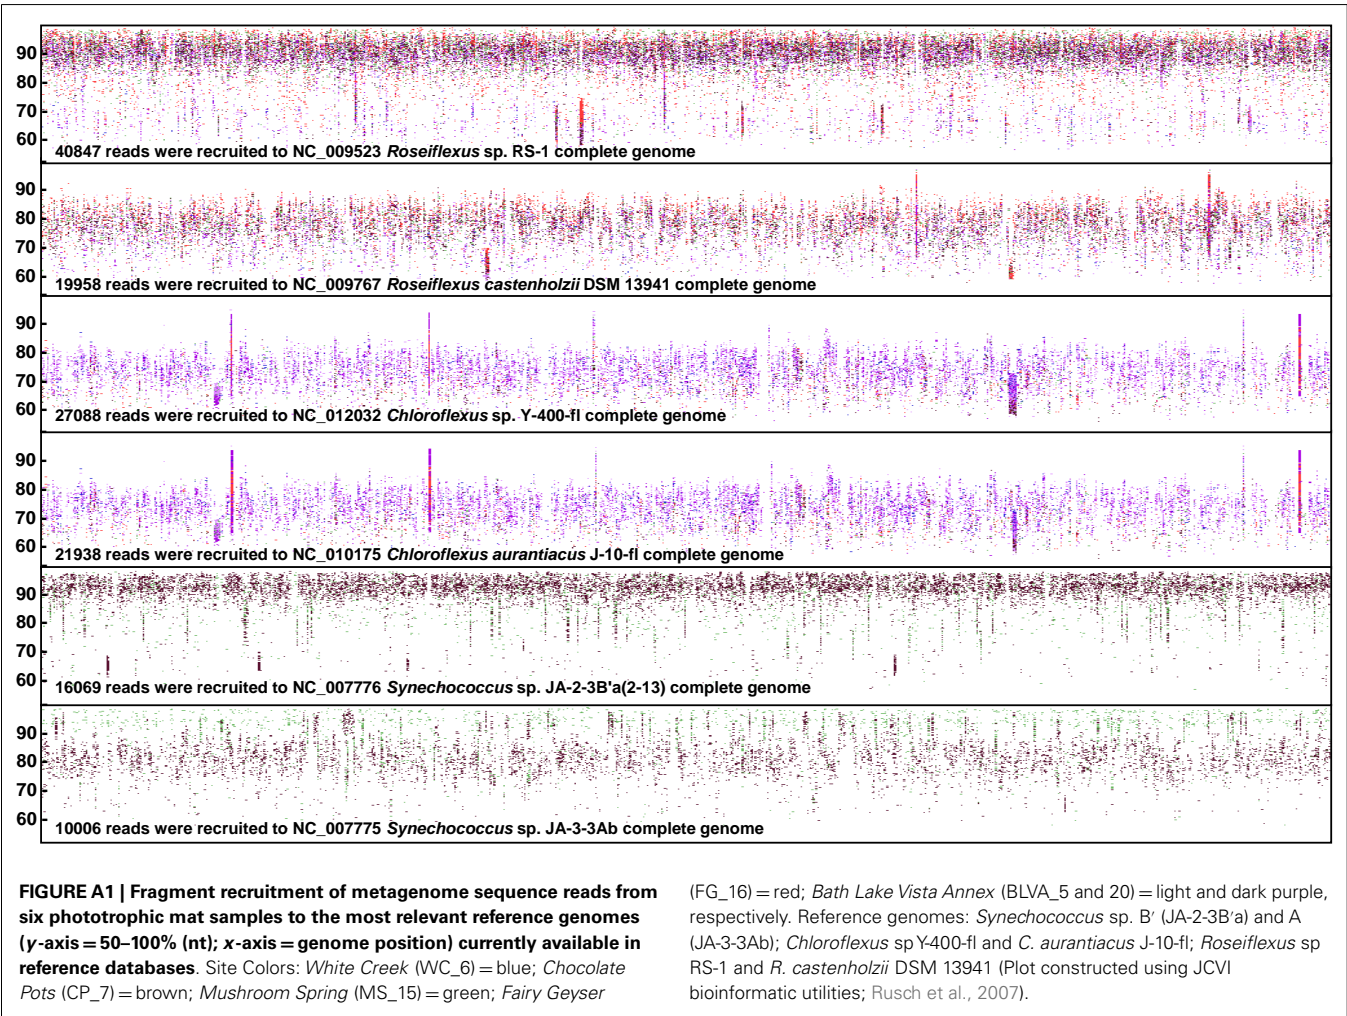 90
80
70
60
40847 reads were recruited to NC_009523 Roseiflexus sp. RS-1 complete genome
90
80
70
60
19958 reads were recruited to NC_009767 Roseiflexus castenholzii DSM 13941 complete genome
90
80
70
60
27088 reads were recruited to NC_012032 Chloroflexus sp. Y-400-fl complete genome
90
80
70
60
21938 reads were recruited to NC_010175 Chloroflexus aurantiacus J-10-fl complete genome
90
80
70
60
16069 reads were recruited to NC_007776 Synechococcus sp. JA-2-3B'a(2-13) complete genome
90
80
70
60
10006 reads were recruited to NC_007775 Synechococcus sp. JA-3-3Ab complete genome
FIGURE A1 | Fragment recruitment of metagenome sequence reads from
six phototrophic mat samples to the most relevant reference genomes
(y-axis = 50–100% (nt); x-axis = genome position) currently available in
reference databases. Site Colors: White Creek (WC_6) = blue; Chocolate
Pots (CP_7) = brown; Mushroom Spring (MS_15) = green; Fairy Geyser
(FG_16) = red; Bath Lake Vista Annex (BLVA_5 and 20) = light and dark purple,
respectively. Reference genomes: Synechococcus sp. B′ (JA-2-3B′a) and A
(JA-3-3Ab); Chloroflexus sp Y-400-fl and C. aurantiacus J-10-fl; Roseiflexus sp
RS-1 and R. castenholzii DSM 13941 (Plot constructed using JCVI
bioinformatic utilities; Rusch et al., 2007).